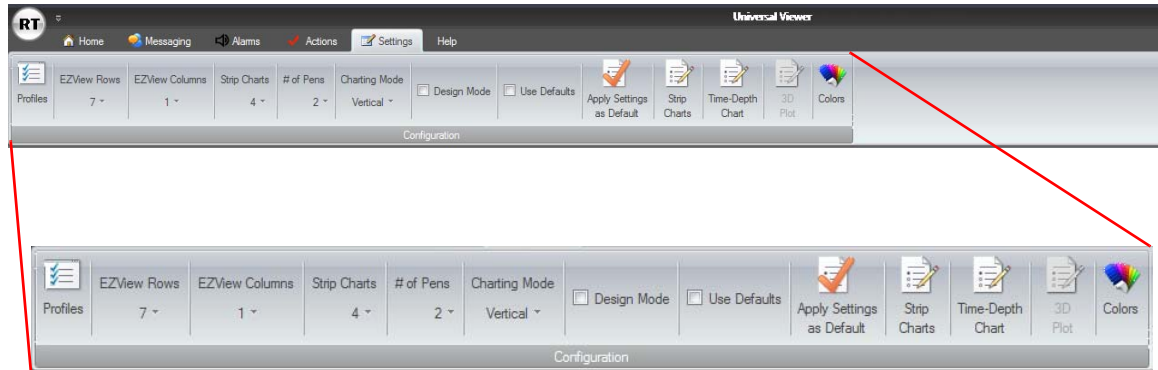 RT
Universal Viewer
Home Messaging Alarms Actions Settings Help
Profiles
EZView Rows
7
EZView Columns
1
Strip Charts
4
# of Pens
2
Charting Mode
Vertical
Design Mode
Use Defaults
Apply Settings
as Default
Strip
Charts
Time-Depth
Chart
3D
Plot
Colors
Configuration
Profiles
EZView Rows
7
EZView Columns
1
Strip Charts
4
# of Pens
2
Charting Mode
Vertical
Design Mode
Use Defaults
Apply Settings
as Default
Strip
Charts
Time-Depth
Chart
3D
Plot
Colors
Configuration